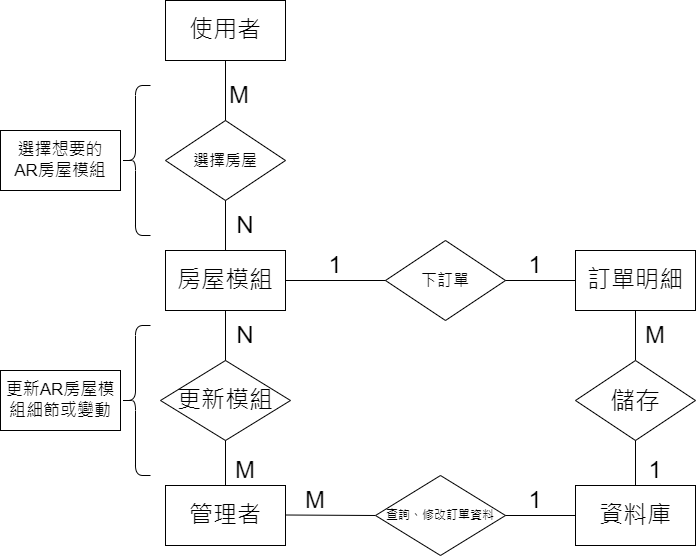 使用者
M
選擇想要的
AR房屋模組
選擇房屋
N
房屋模組
1
下訂單
1
訂單明細
N
M
更新AR房屋模
組細節或變動
更新模組
儲存
M
1
管理者
M
查詢、修改訂單資料
1
資料庫